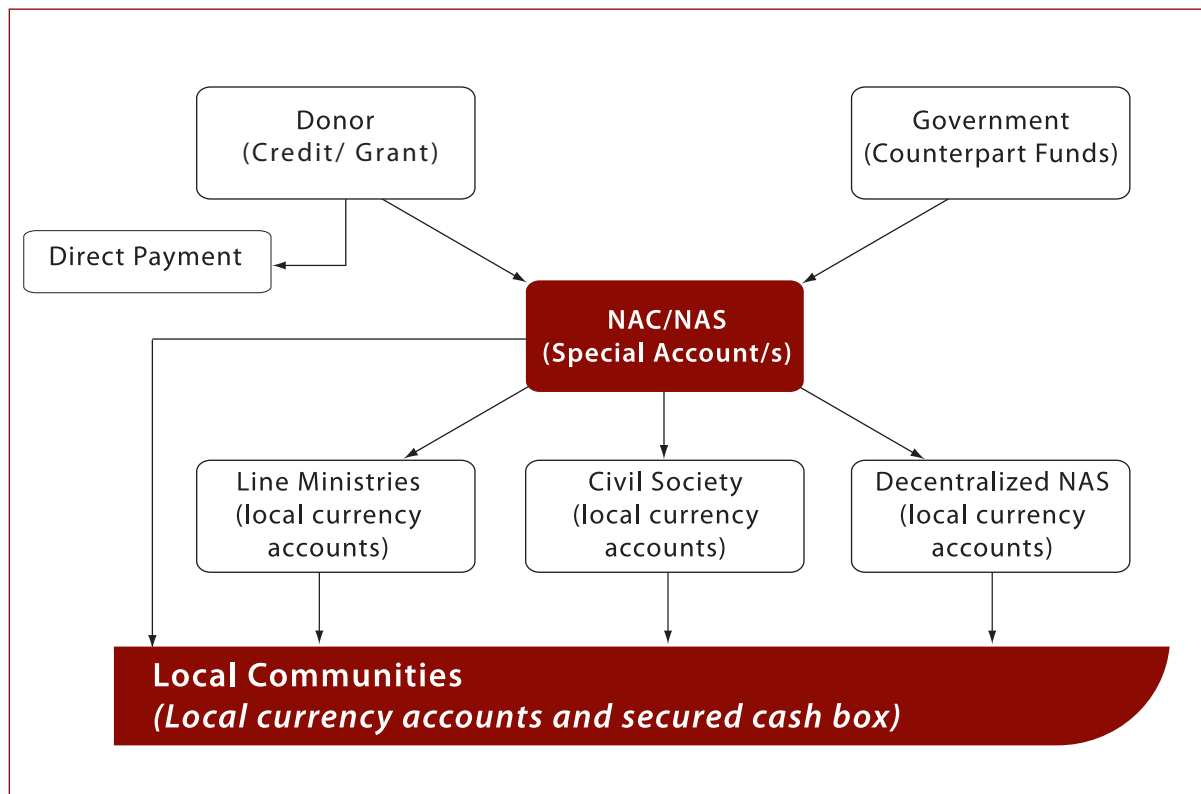 Donor
(Credit/ Grant)
Government
(Counterpart Funds)
Direct Payment
NAC/NAS
(Special Account/s)
Line Ministries
(local currency
accounts)
Civil Society
(local currency
accounts)
Decentralized NAS
(local currency
accounts)
Local Communities
(Local currency accounts and secured cash box)